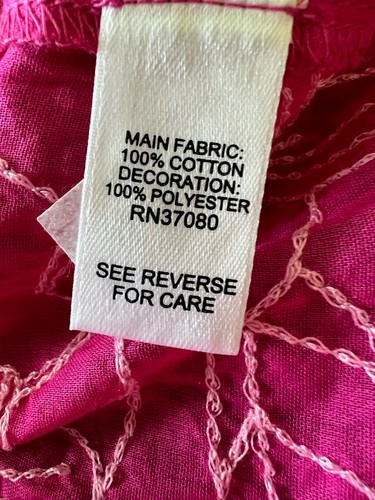 MAIN FABRIC:
100% COTTON
DECORATION:
100% POLYESTER
RN37080
SEE REVERSE
FOR CARE